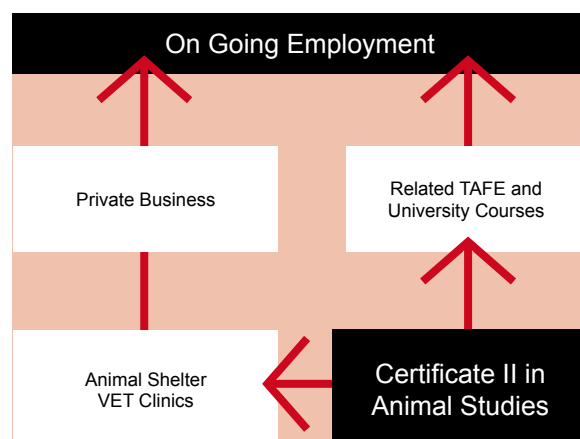 On Going Employment
Private Business
Related TAFE and
University Courses
Animal Shelter
VET Clinics
Certificate II in
Animal Studies